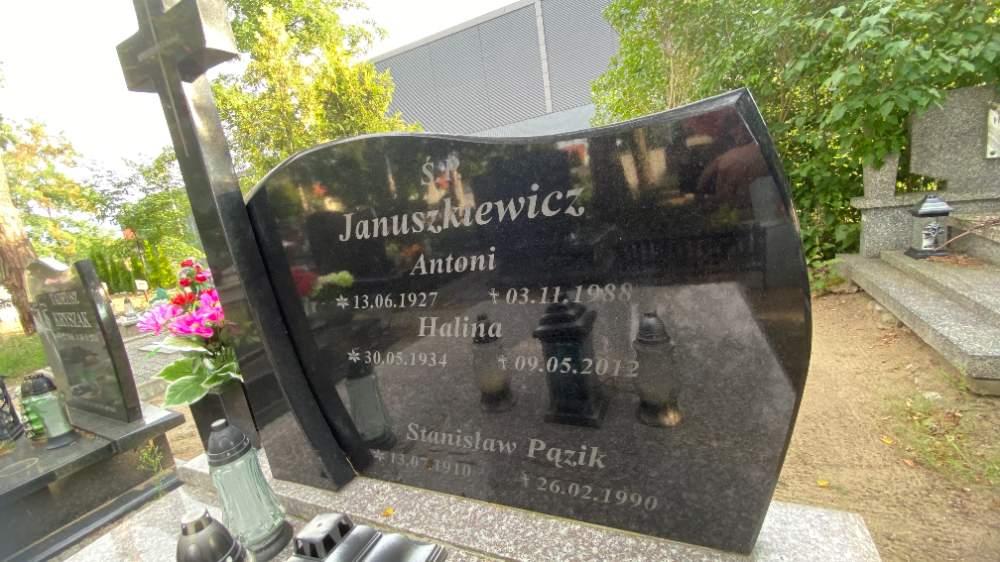 Ś.P.
Januszkiewicz
Antoni
✲ 13.06.1927 † 03.11.1988
Halina
✲ 30.05.1934 † 09.05.2012
Stanisław Pązik
✲ 13.07.1910 † 26.02.1990